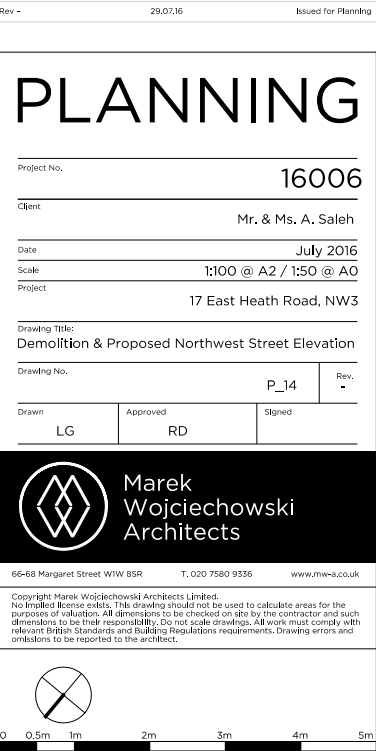 Rev - 29.07.16 Issued for Planning
PLANNING
Project No.
16006
Client
Mr. & Ms. A. Saleh
Date July 2016
Scale 1:100 @ A2 / 1:50 @ A0
Project
17 East Heath Road, NW3
Drawing Title:
Demolition & Proposed Northwest Street Elevation
Drawing No. Rev.
P_14 -
Drawn Approved Signed
LG RD
Marek
Wojciechowski
Architects
66-68 Margaret Street W1W 8SR T. 020 7580 9336 www.mw-a.co.uk
Copyright Marek Wojciechowski Architects Limited.
No implied license exists. This drawing should not be used to calculate areas for the
purposes of valuation. All dimensions to be checked on site by the contractor and such
dimensions to be their responsibility. Do not scale drawings. All work must comply with
relevant British Standards and Building Regulations requirements. Drawing errors and
omissions to be reported to the architect.
0 0.5m 1m 2m 3m 4m 5m